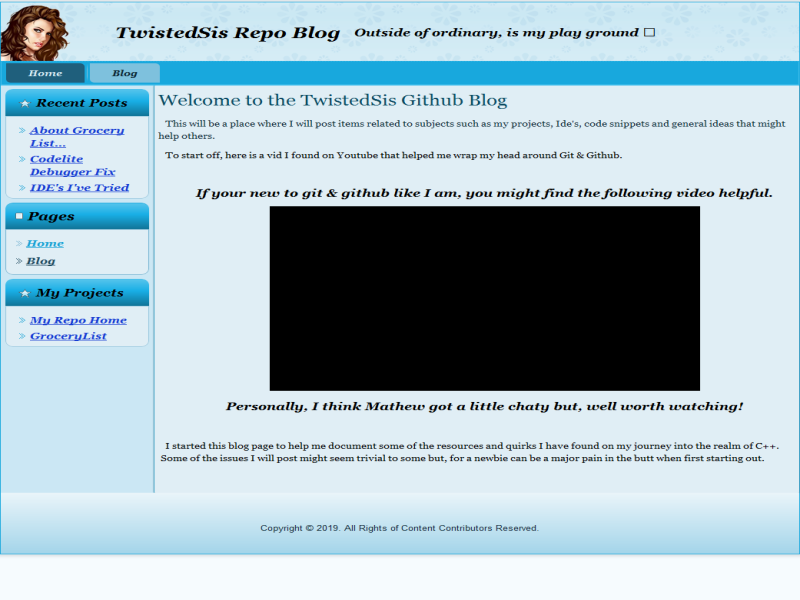 TwistedSis Repo Blog Outside of ordinary, is my play ground
Home Blog
Recent Posts
About Grocery
List...
Codelite
Debugger Fix
IDE's I've Tried
Pages
Home
Blog
My Projects
My Repo Home
GroceryList
Welcome to the TwistedSis Github Blog
This will be a place where I will post items related to subjects such as my projects, Ide's, code snippets and general ideas that might
help others.
To start off, here is a vid I found on Youtube that helped me wrap my head around Git & Github.
If your new to git & github like I am, you might find the following video helpful.
Personally, I think Mathew got a little chaty but, well worth watching!
I started this blog page to help me document some of the resources and quirks I have found on my journey into the realm of C++.
Some of the issues I will post might seem trivial to some but, for a newbie can be a major pain in the butt when first starting out.
Copyright © 2019. All Rights of Content Contributors Reserved.